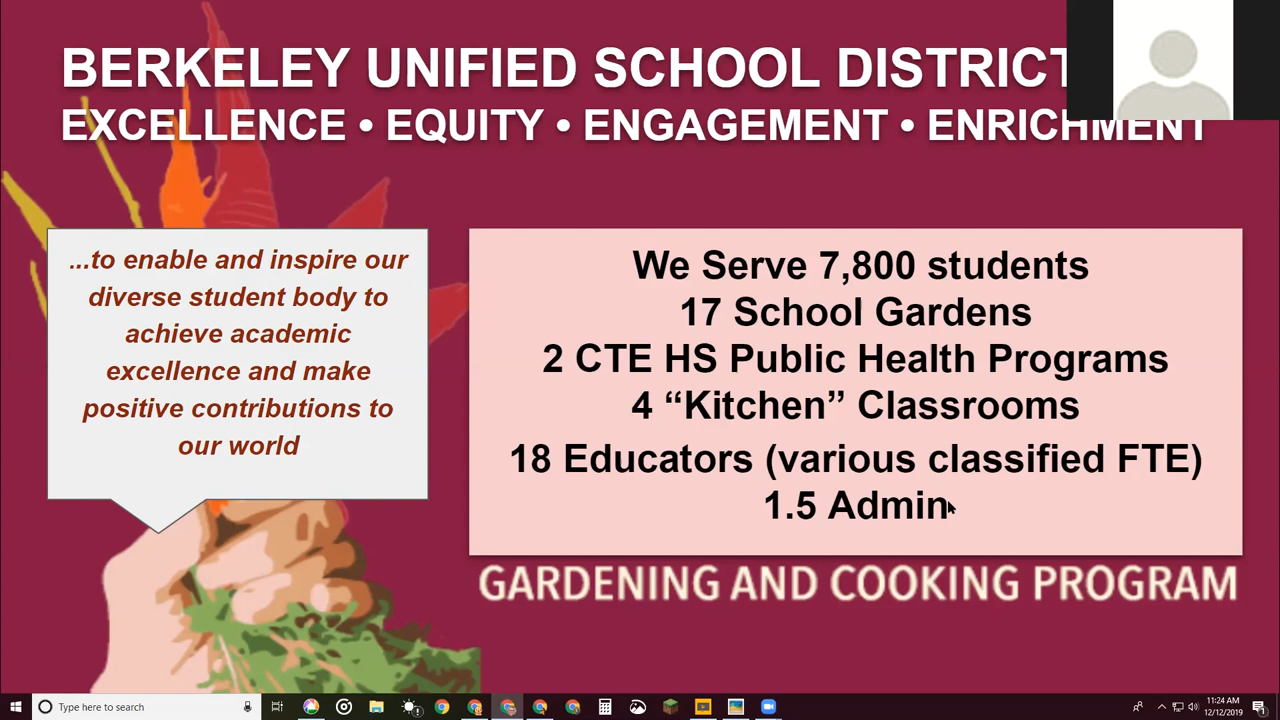 BERKELEY UNIFIED SCHOOL DISTRICT
EXCELLENCE • EQUITY • ENGAGEMENT • ENRICHMENT
...to enable and inspire our
diverse student body to
achieve academic
excellence and make
positive contributions to
our world
We Serve 7,800 students
17 School Gardens
2 CTE HS Public Health Programs
4 “Kitchen” Classrooms
18 Educators (various classified FTE)
1.5 Admin
GARDENING AND COOKING PROGRAM
Type here to search
11:24 AM
12/12/2019